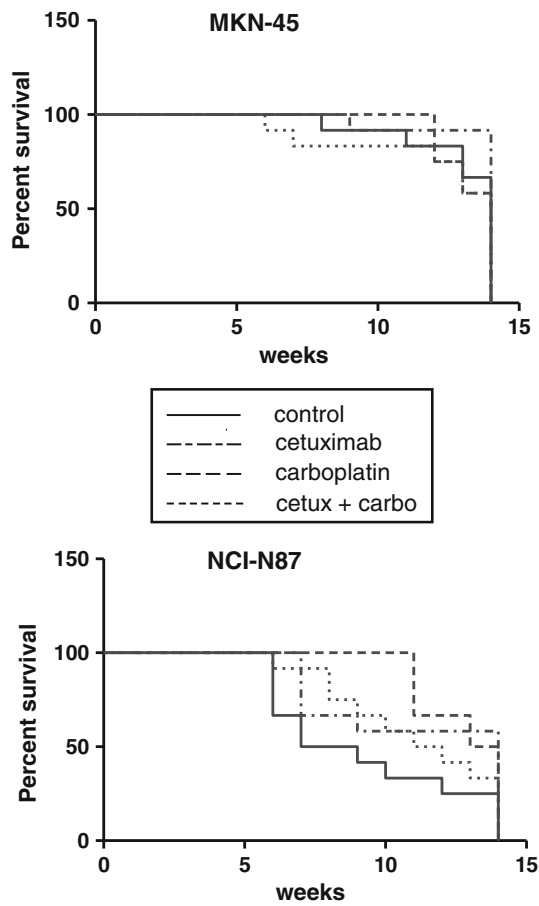 MKN-45
150
100
50
0
Percent survival
0 5 10 15
weeks
control
cetuximab
carboplatin
cetux + carbo
NCI-N87
150
100
50
0
Percent survival
0 5 10 15
weeks